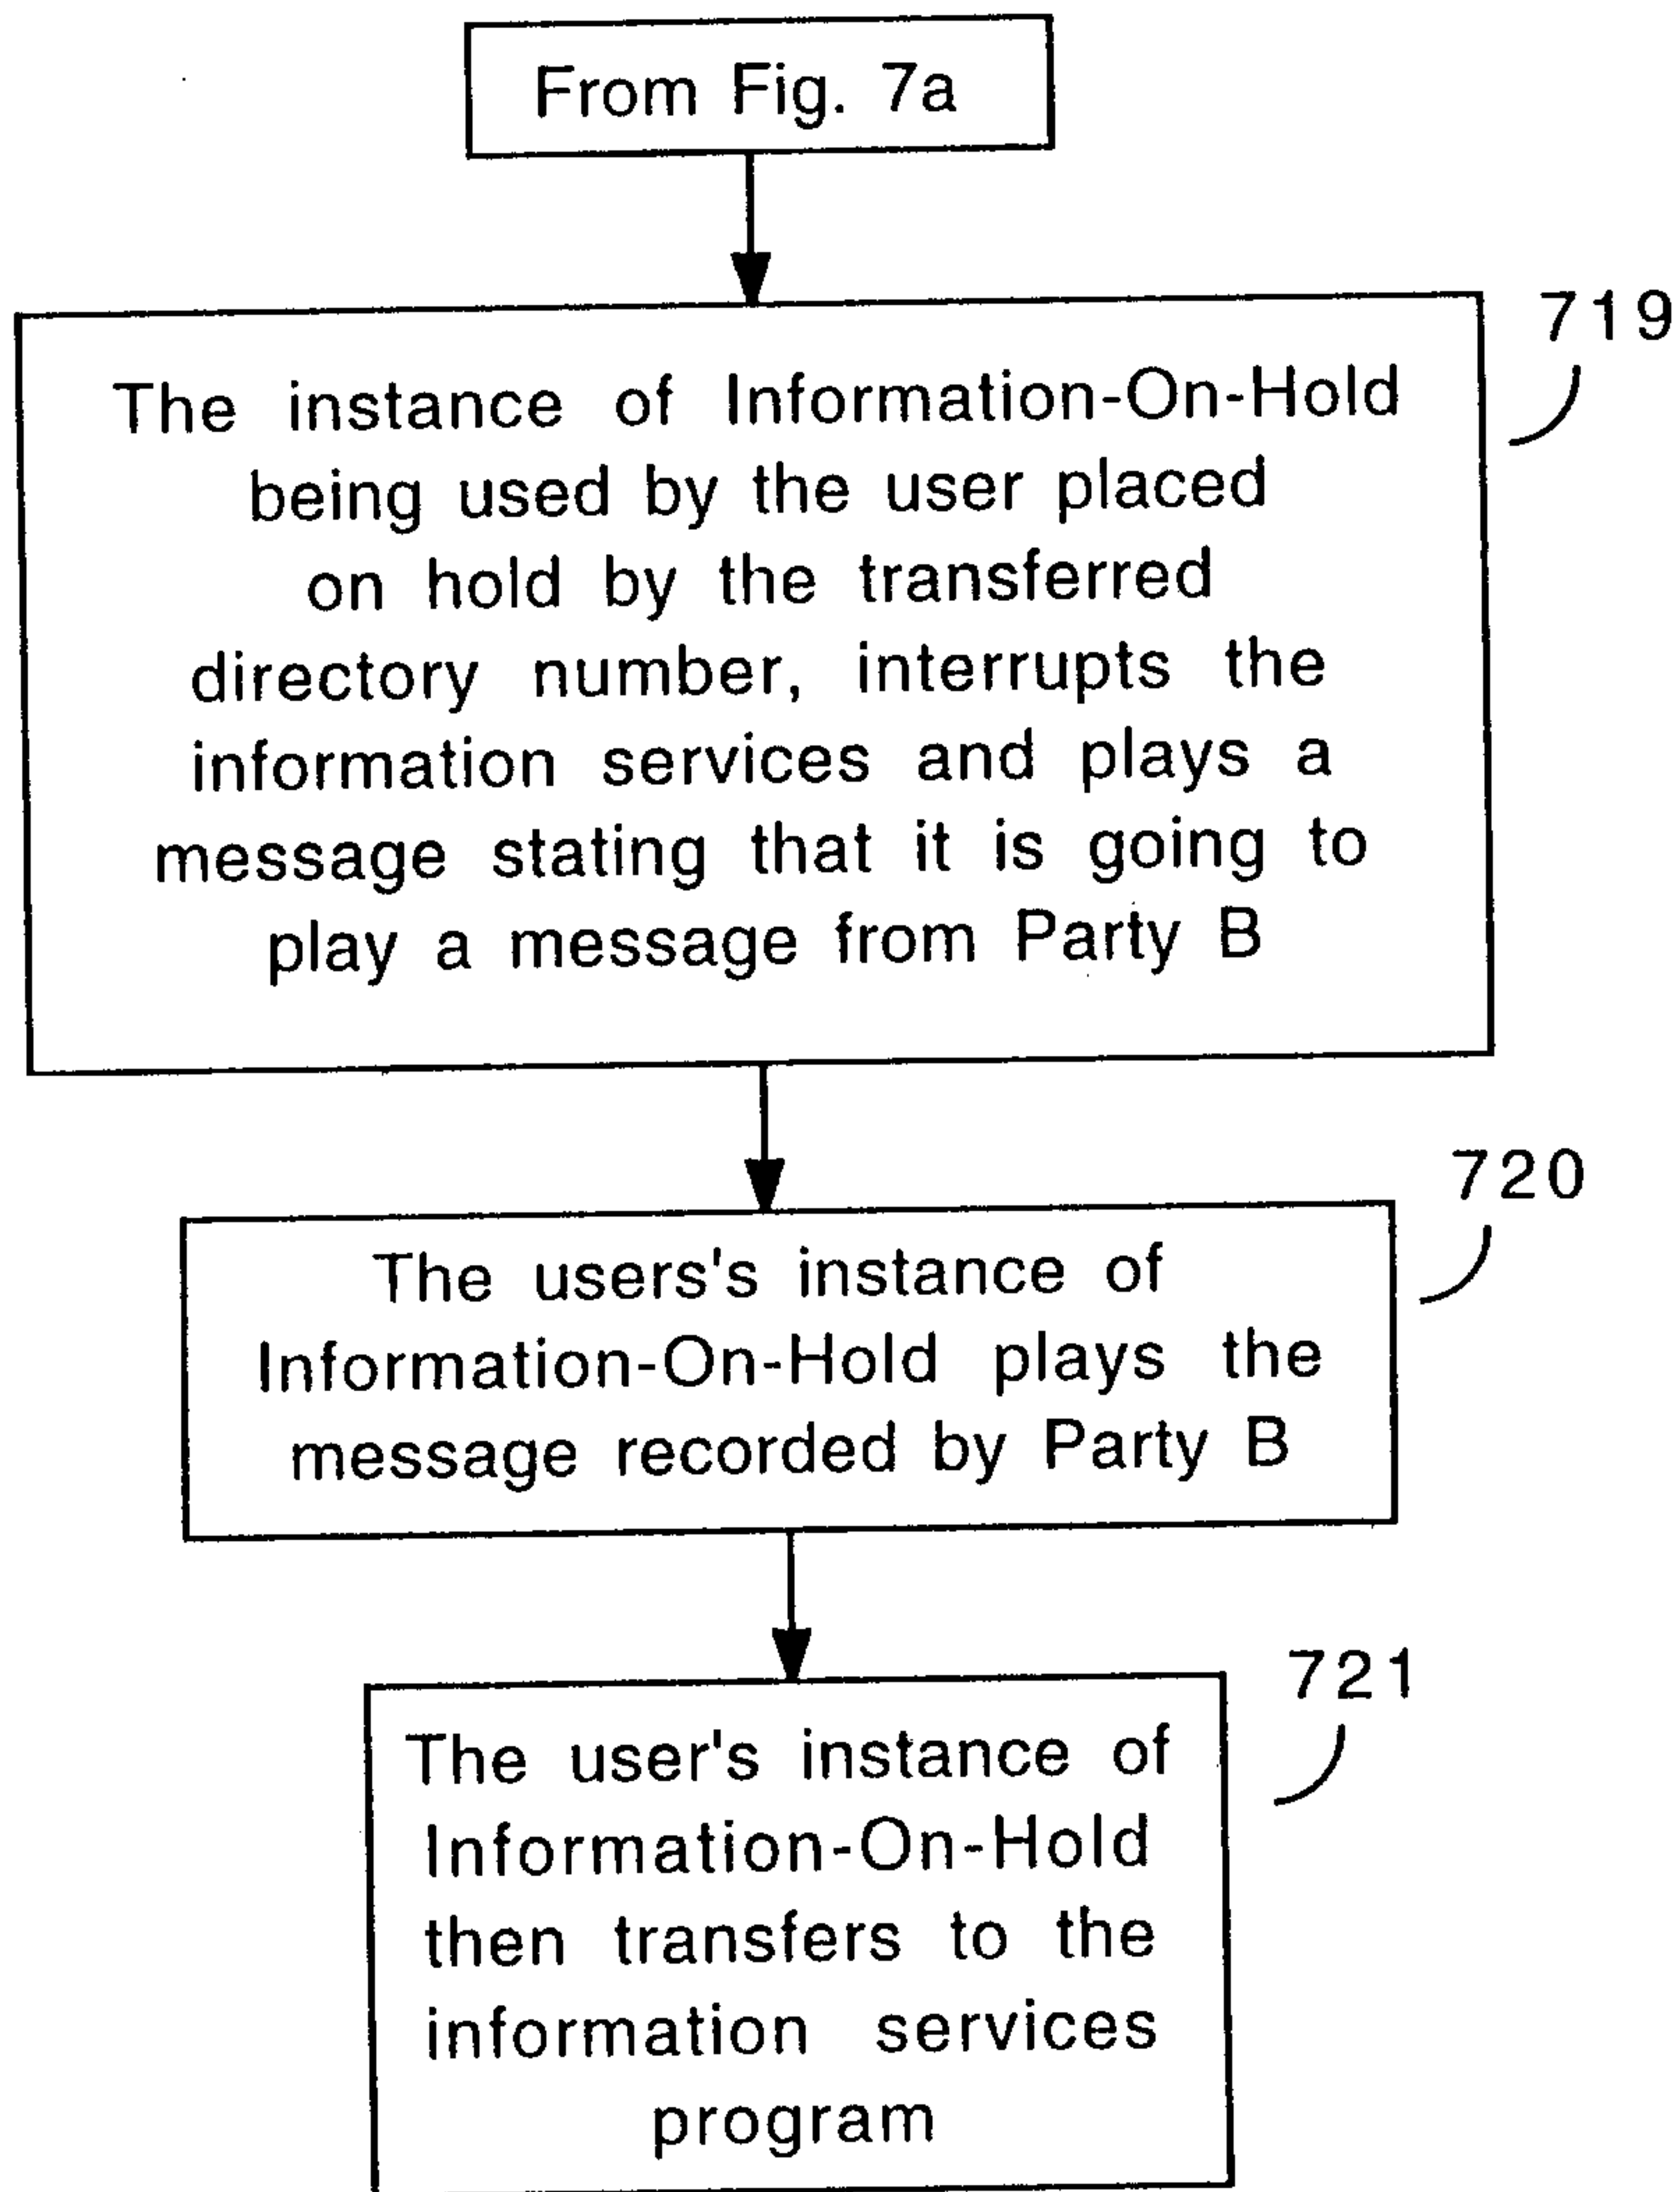 From Fig. 7a
719
The instance of Information-On-Hold
being used by the user placed
on hold by the transferred
directory number, interrupts the
information services and plays a
message stating that it is going to
play a message from Party B
720
The users's instance of
Information-On-Hold plays the
message recorded by Party B
721
The user's instance of
Information-On-Hold
then transfers to the
information services
program